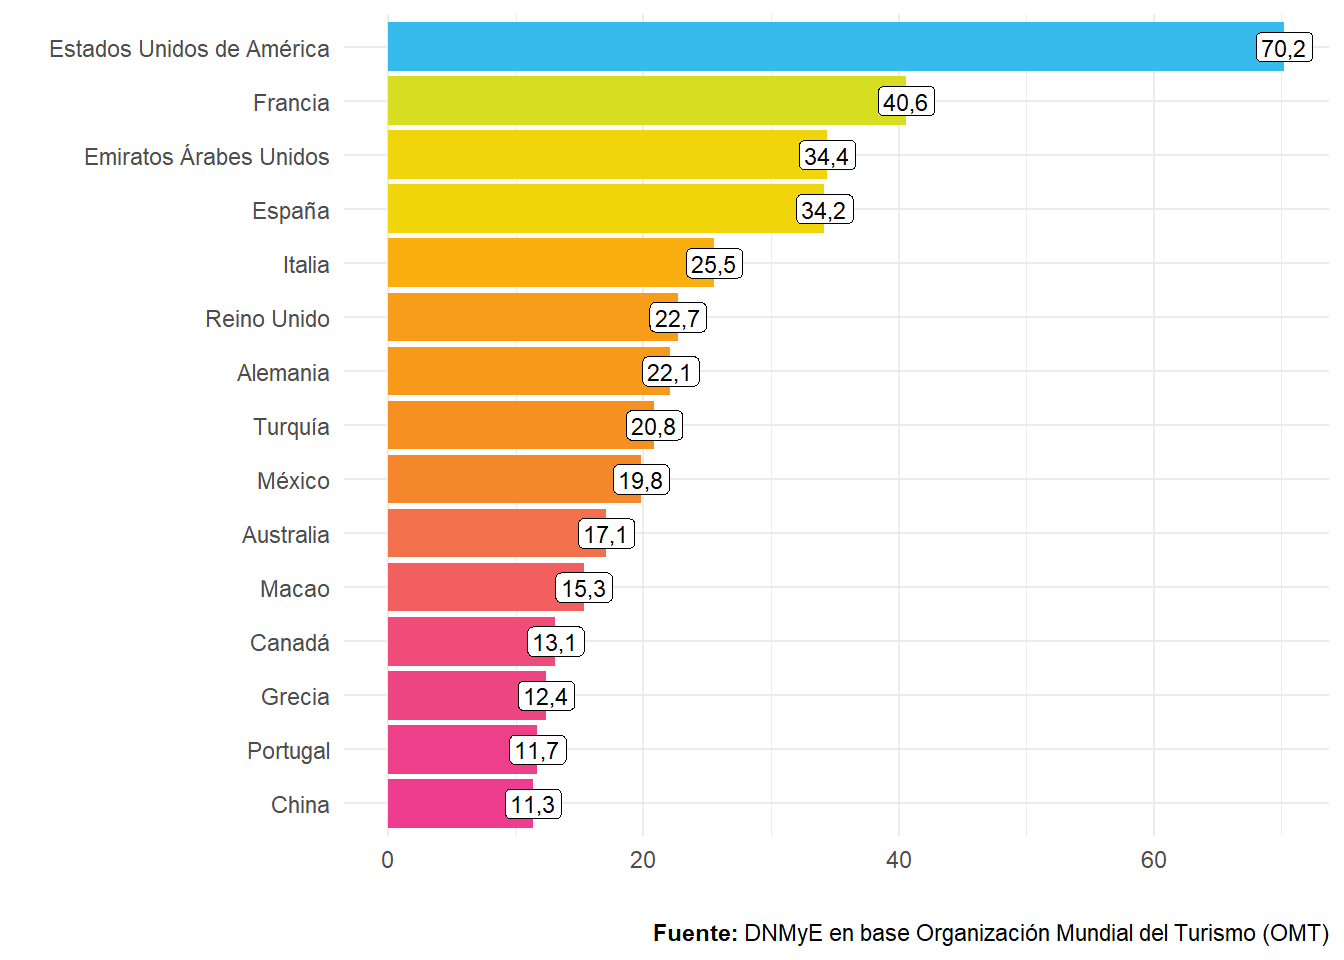 Estados Unidos de América 70,2
Francia 40,6
Emiratos Árabes Unidos 34,4
España 34,2
Italia 25,5
Reino Unido 22,7
Alemania 22,1
Turquía 20,8
México 19,8
Australia 17,1
Macao 15,3
Canadá 13,1
Grecia 12,4
Portugal 11,7
China 11,3
0 20 40 60
Fuente: DNMyE en base Organización Mundial del Turismo (OMT)